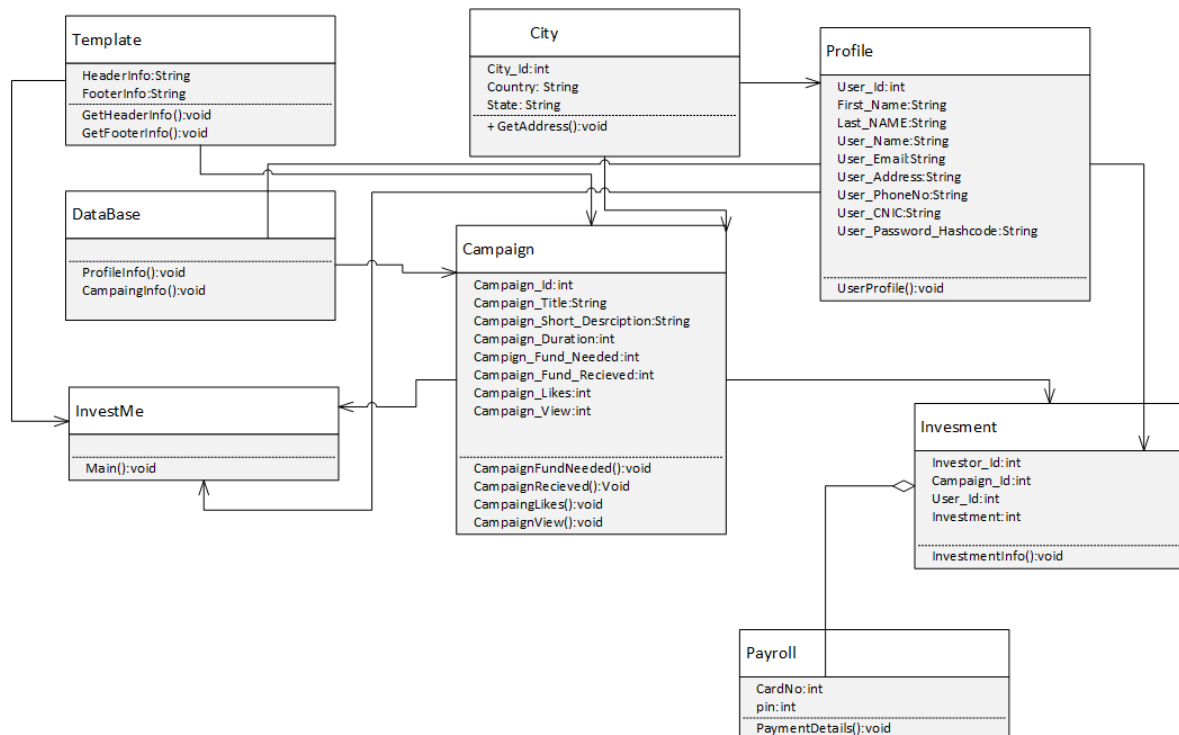 Template
HeaderInfo:String
FooterInfo:String
GetHeaderInfo():void
GetFooterInfo():void
City
City_Id:int
Country: String
State: String
+ GetAddress():void
Profile
User_Id:int
First_Name:String
Last_NAME:String
User_Name:String
User_Email:String
User_Address:String
User_PhoneNo:String
User_CNIC:String
User_Password_Hashcode:String
UserProfile():void
DataBase
ProfileInfo():void
CampaingInfo():void
Campaign
Campaign_Id:int
Campaign_Title:String
Campaign_Short_Desrciption:String
Campaign_Duration:int
Campign_Fund_Needed:int
Campaign_Fund_Recieved:int
Campaign_Likes:int
Campaign_View:int
CampaignFundNeeded():void
CampaignRecieved():Void
CampaingLikes():void
CampaignView():void
InvestMe
Main():void
Invesment
Investor_Id:int
Campaign_Id:int
User_Id:int
Investment:int
InvestmentInfo():void
Payroll
CardNo:int
pin:int
PaymentDetails():void